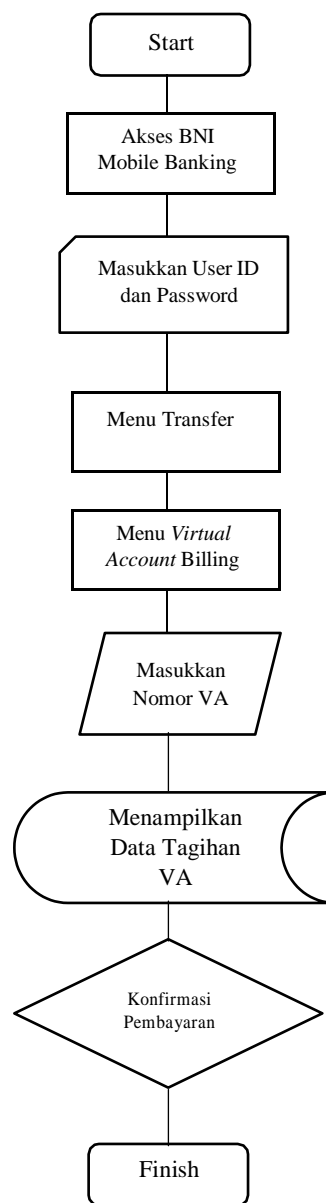 Start
Akses BNI
Mobile Banking
Masukkan User ID
dan Password
Menu Transfer
Menu Virtual
Account Billing
Masukkan
Nomor VA
Menampilkan
Data Tagihan
VA
Konfirmasi
Pembayaran
Finish